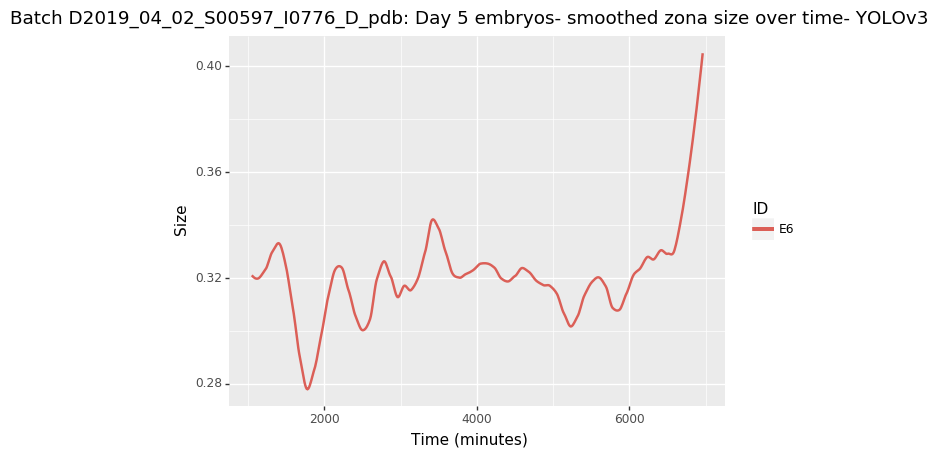 Batch D2019_04_02_S00597_I0776_D_pdb: Day 5 embryos- smoothed zona size over time- YOLOv3
0.40
0.36
0.32
0.28
Size
2000
4000
6000
Time (minutes)
ID
E6